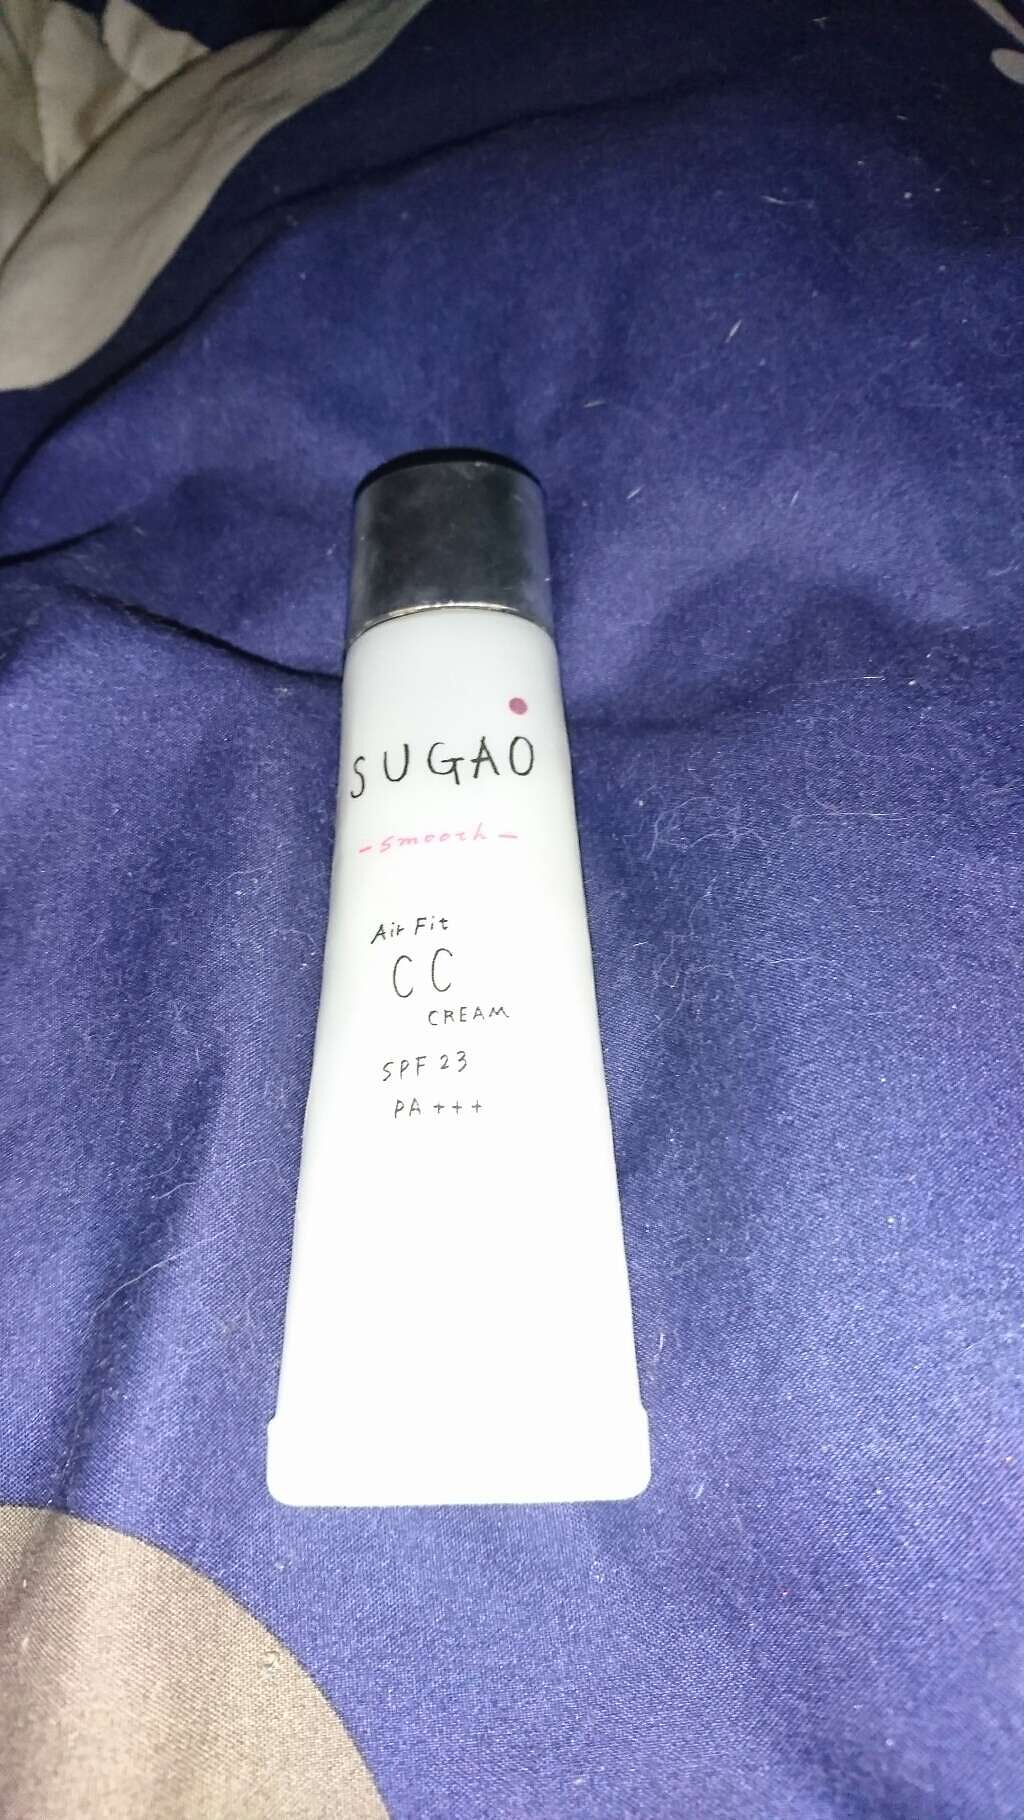 SUGAO
-smooth-
Air Fit
CC
CREAM
SPF 23
PA+++